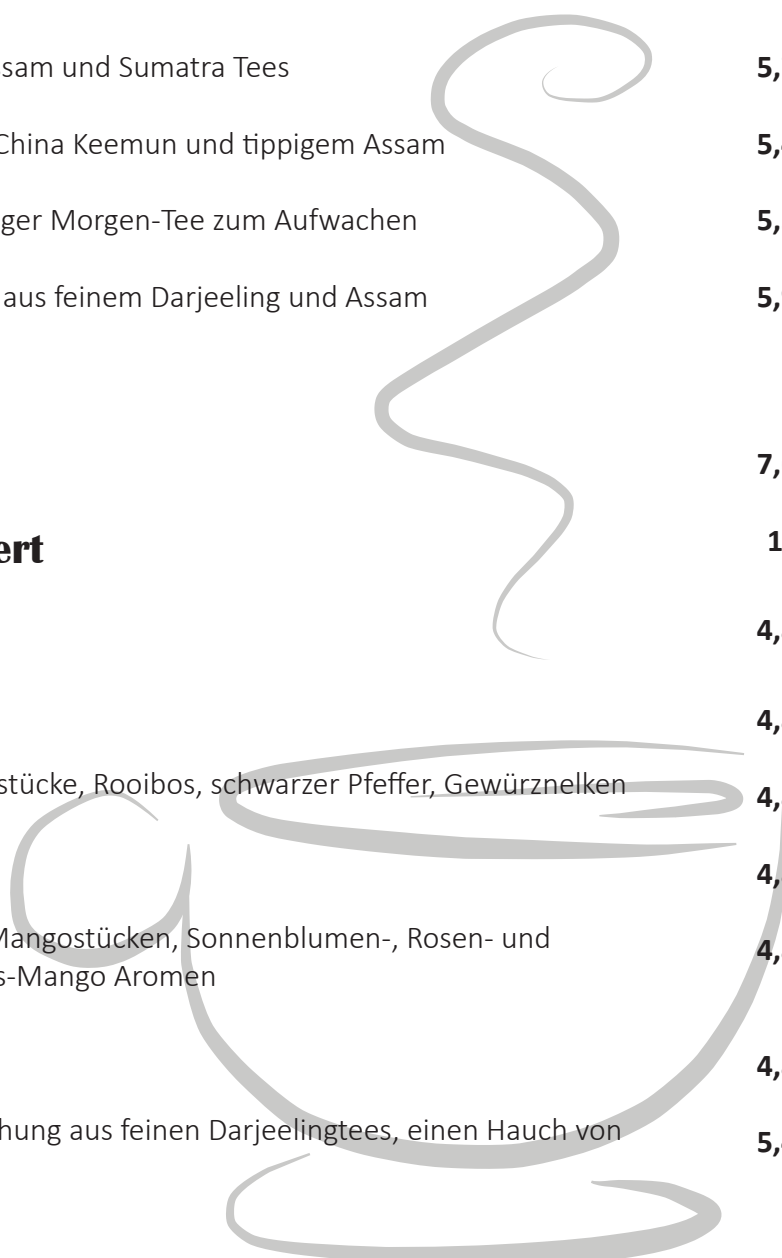 sam und Sumatra Tees 5,
China Keemun und tippigem Assam 5,
ger Morgen-Tee zum Aufwachen 5,
aus feinem Darjeeling und Assam 5,
7,
ert 1
4,
4,
stücke, Rooibos, schwarzer Pfeffer, Gewürznelken 4,
4,
Mangostücken, Sonnenblumen-, Rosen- und 4,
s-Mango Aromen
4,
hung aus feinen Darjeelingtees, einen Hauch von 5,